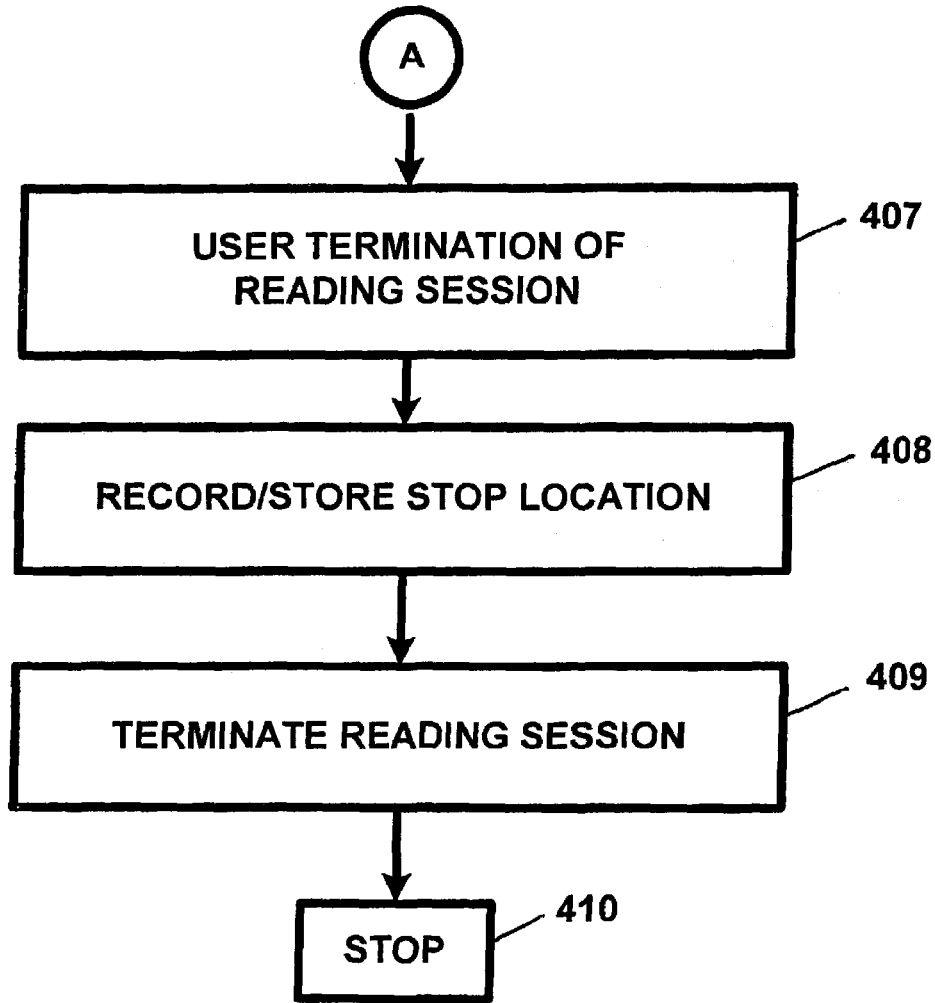 A
USER TERMINATION OF
READING SESSION
407
RECORD/STORE STOP LOCATION
408
TERMINATE READING SESSION
409
STOP
410